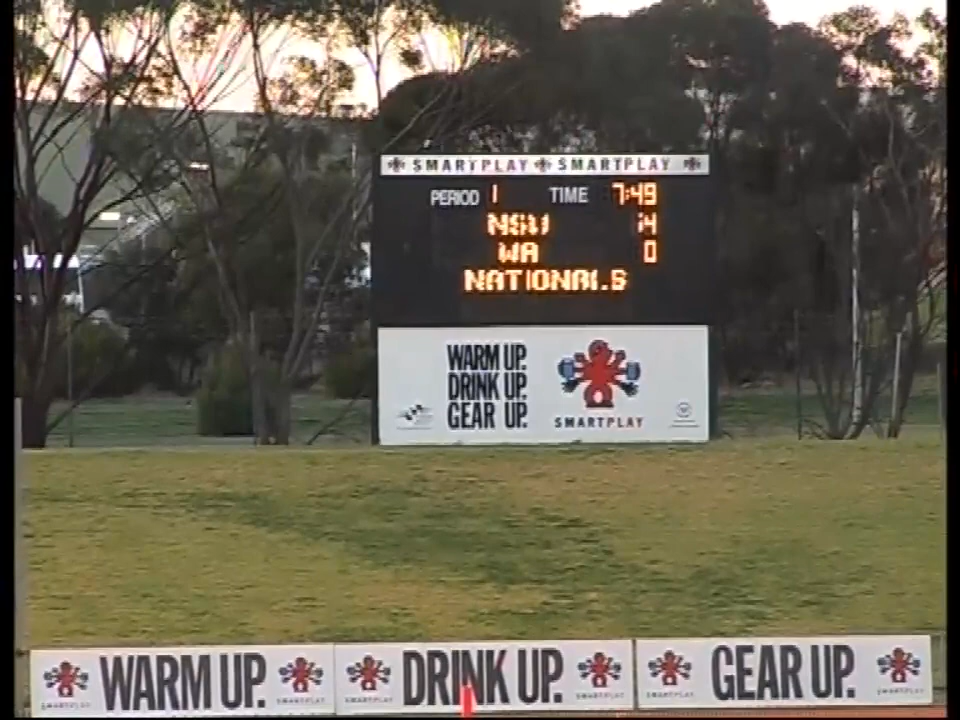 SMARTPLAY SMARTPLAY
PERIOD 1 TIME 7:49
NSW 14
WA 0
NATIONALS
WARM UP.
DRINK UP.
GEAR UP.
SMARTPLAY
WARM UP. DRINK UP. GEAR UP.